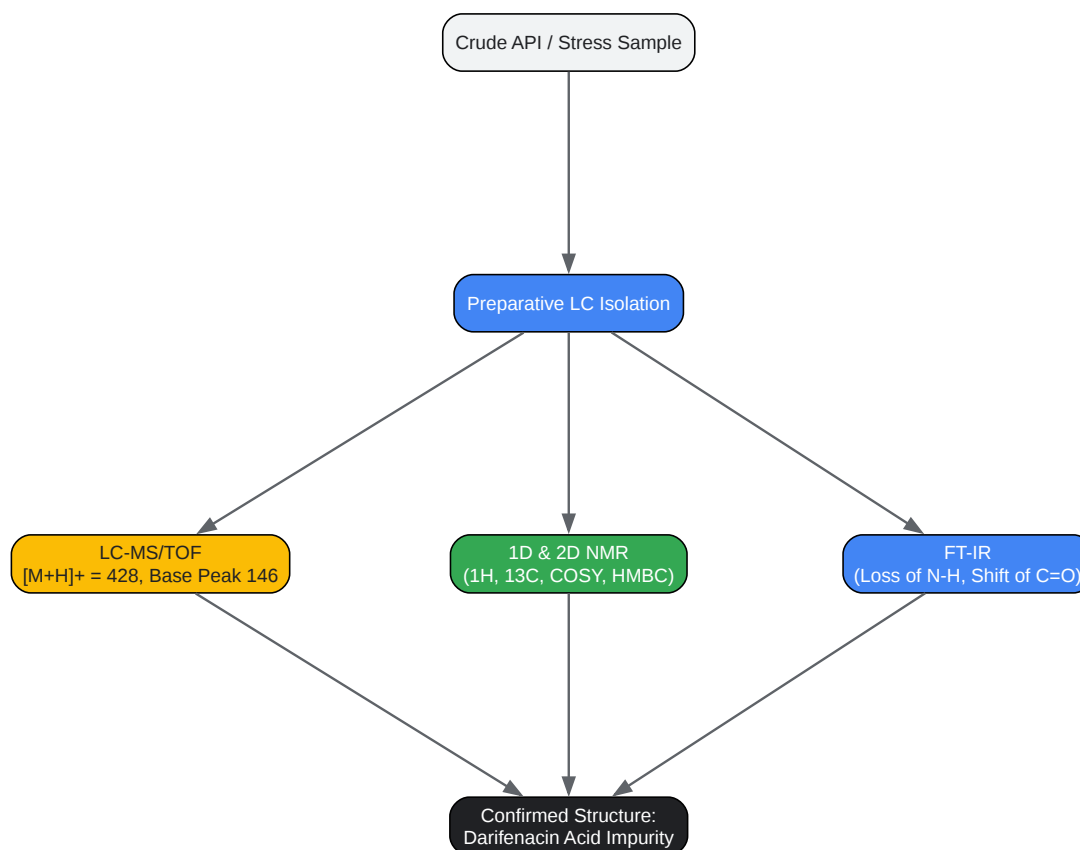 Crude API / Stress Sample
Preparative LC Isolation
LC-MS/TOF
[M+H]+ = 428, Base Peak 146
1D & 2D NMR
(1H, 13C, COSY, HMBC)
FT-IR
(Loss of N-H, Shift of C=O)
Confirmed Structure:
Darifenacin Acid Impurity